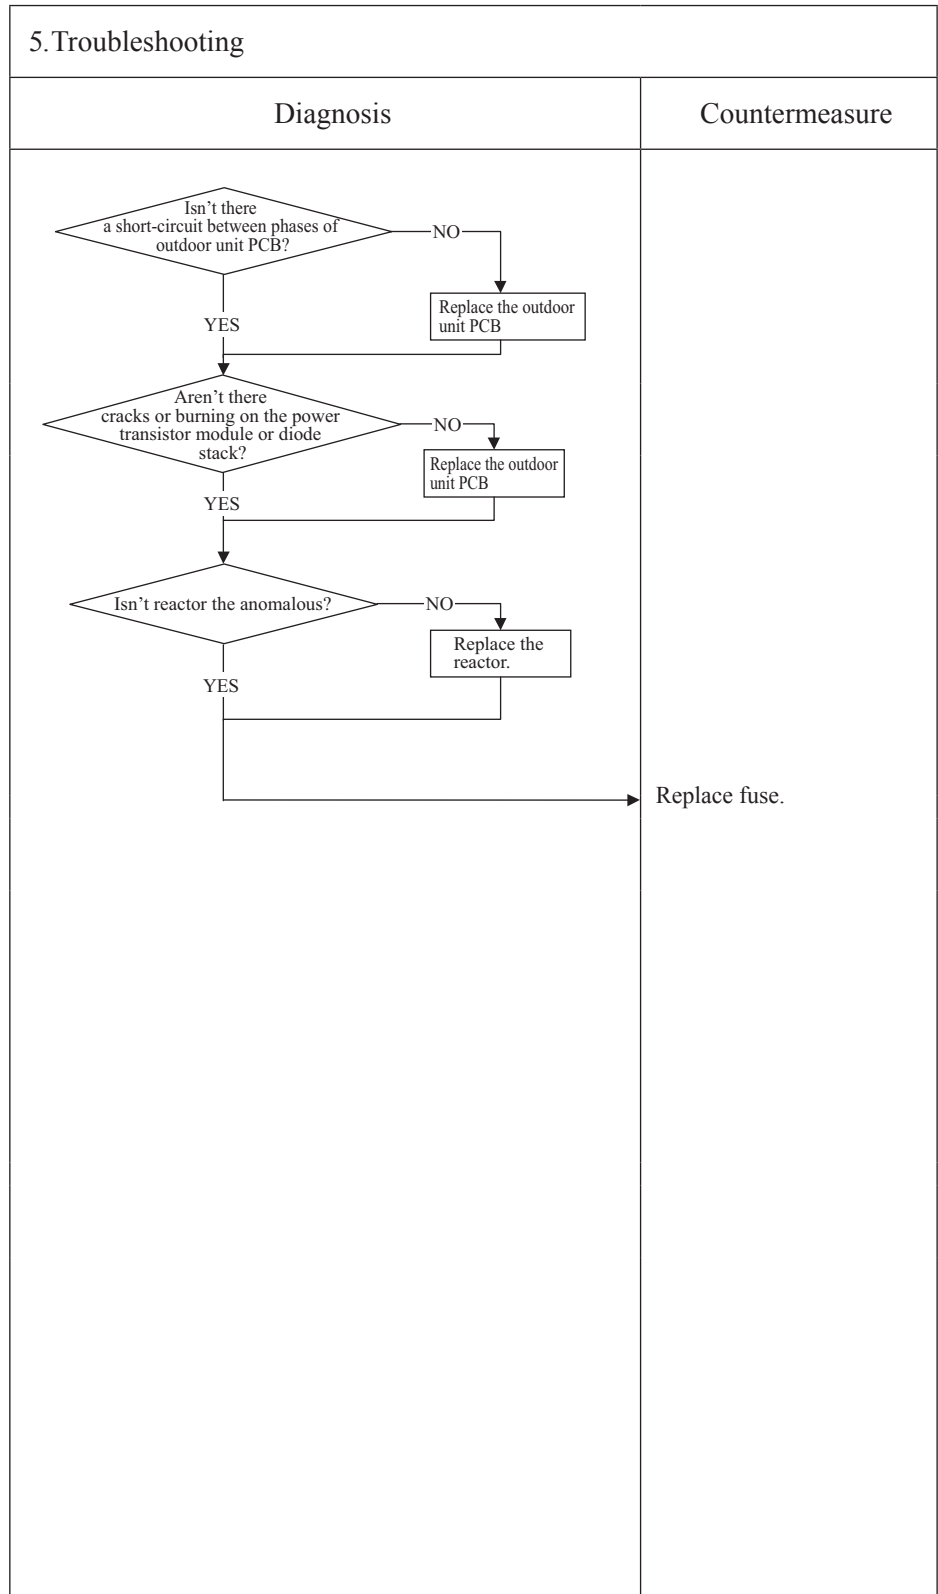 5.Troubleshooting
Diagnosis
Countermeasure
Isn’t there
a short-circuit between phases of
outdoor unit PCB?
NO
Replace the outdoor
unit PCB
YES
Aren’t there
cracks or burning on the power
transistor module or diode
stack?
NO
Replace the outdoor
unit PCB
YES
Isn’t reactor the anomalous?
NO
Replace the
reactor.
YES
Replace fuse.